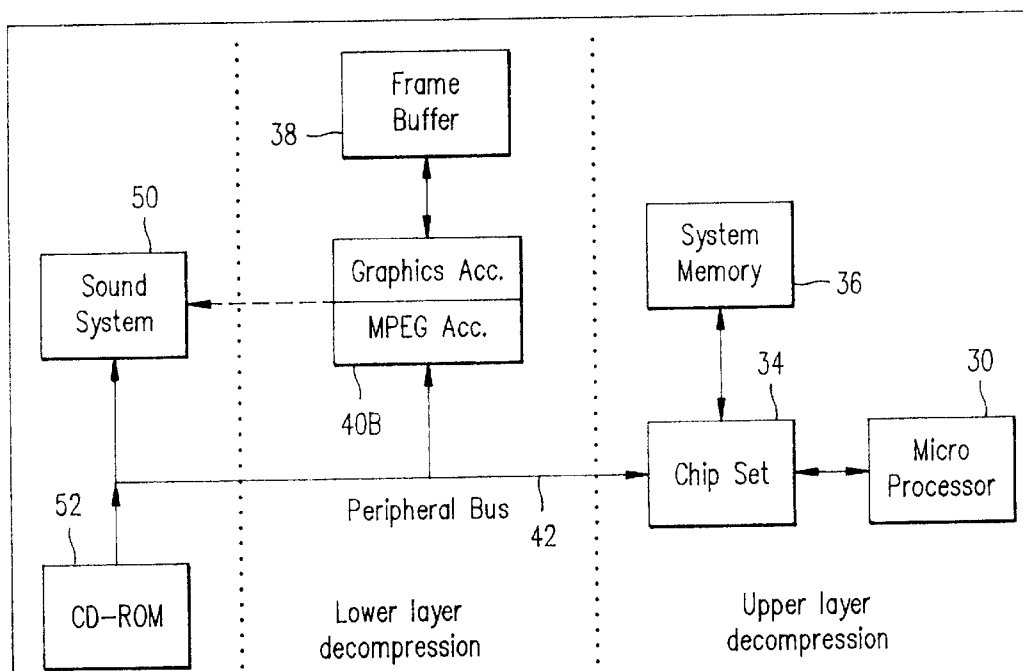 Frame
Buffer
38
50
Sound
System
Graphics Acc.
MPEG Acc.
40B
System
Memory
36
34
30
Chip Set
Micro
Processor
Peripheral Bus
42
52
CD-ROM
Lower layer
decompression
Upper layer
decompression